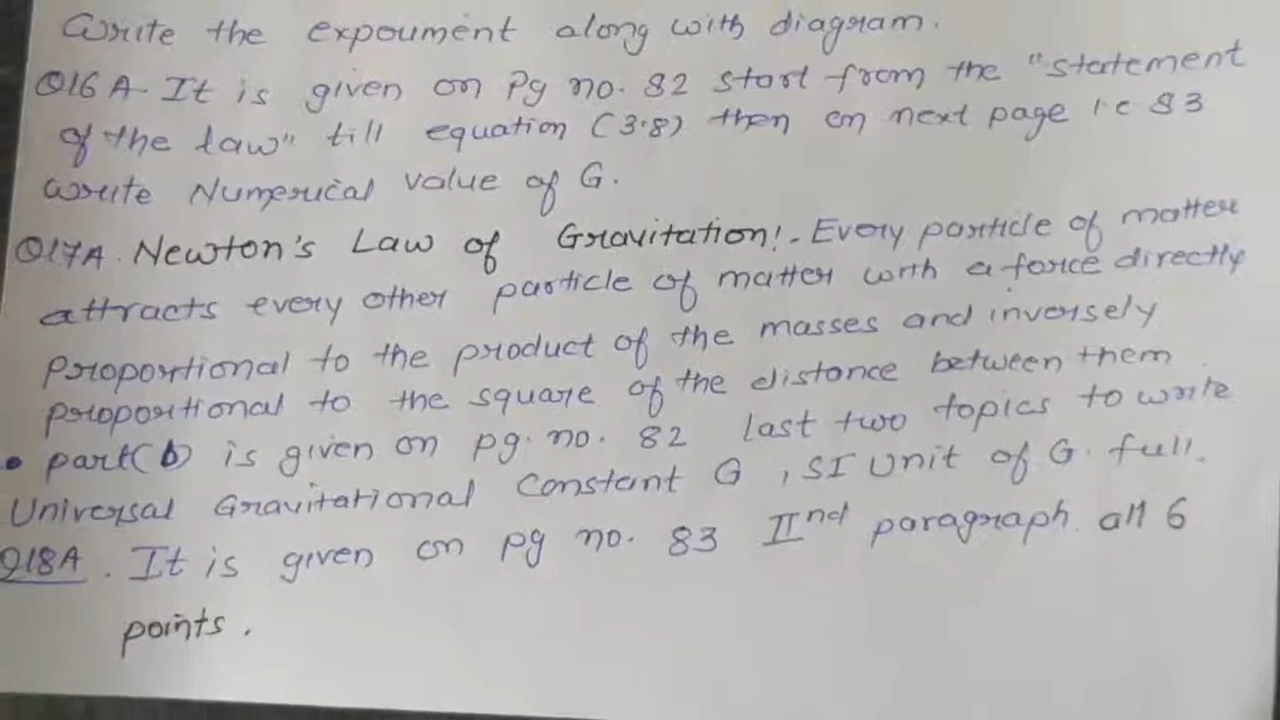 Write the expoument along with diagram.
Q16 A. It is given on Pg no. 82 start from the "statement
of the law" till equation (3.8) then on next page i.e 83
write Numerical value of G.
Q17A. Newton's Law of Gravitation:- Every particle of matter
attracts every other particle of matter with a force directly
proportional to the product of the masses and inversely
proportional to the square of the distance between them
• part(b) is given on pg. no. 82 last two topics to write
Universal Gravitational Constant G, SI Unit of G. full.
Q18A. It is given on pg no. 83 IInd paragraph all 6
points.